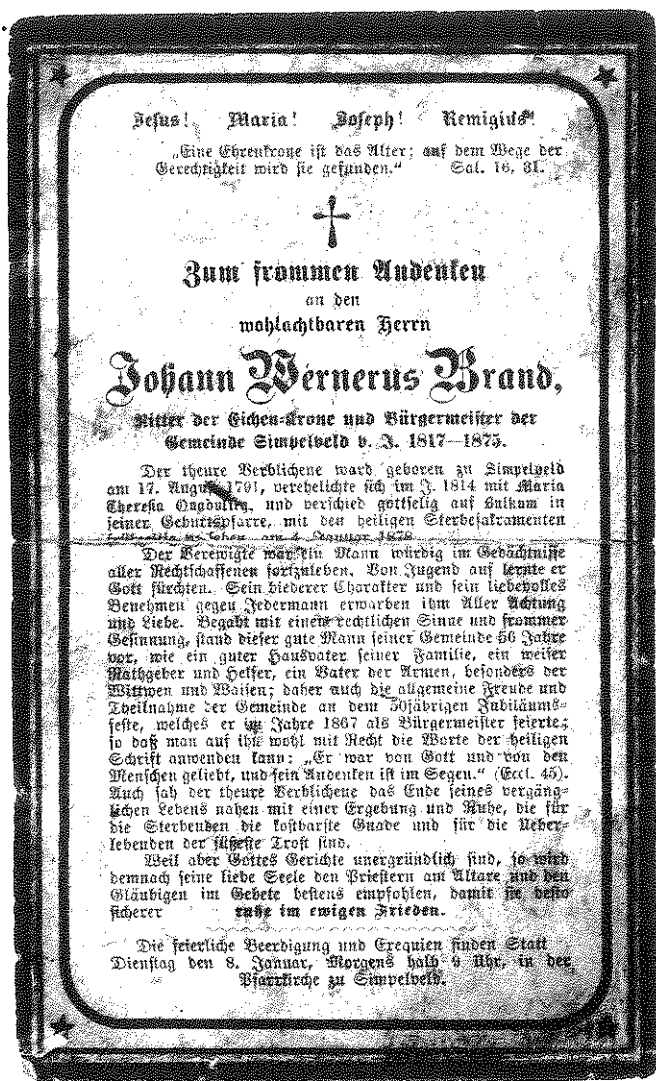 Jesus! Maria! Joseph! Remigius!
„Eine Ehrenkrone ist das Alter; auf dem Wege der
Gerechtigkeit wird sie gefunden.“ Sal. 16, 31.
Zum frommen Andenken
an den
wohlachtbaren Herrn
Johann Wernerus Brand,
Ritter der Eichen-Krone und Bürgermeister der
Gemeinde Simpelveld v. J. 1817—1875.
Der theure Verblichene ward geboren zu Simpelveld
am 17. August 1791, verehelichte sich im J. 1814 mit Maria
Theresia und verschied gottselig auf Bulkum in
seiner Geburtspfarre, mit den heiligen Sterbesakramenten
am 4. Januar 1878.
Der Verewigte war ein Mann würdig im Gedächtnisse
aller Rechtschaffenen fortzuleben. Von Jugend auf lernte er
Gott fürchten. Sein biederer Charakter und sein liebevolles
Benehmen gegen Jedermann erwarben ihm Aller Achtung
und Liebe. Begabt mit einem rechtlichen Sinne und frommer
Gesinnung, stand dieser gute Mann seiner Gemeinde 56 Jahre
vor, wie ein guter Hausvater seiner Familie, ein weiser
Rathgeber und Helfer, ein Vater der Armen, besonders der
Wittwen und Waisen; daher auch die allgemeine Freude und
Theilnahme der Gemeinde an dem 50jährigen Jubiläums-
feste, welches er im Jahre 1867 als Bürgermeister feierte;
so daß man auf ihn wohl mit Recht die Worte der heiligen
Schrift anwenden kann: „Er war von Gott und von den
Menschen geliebt, und sein Andenken ist im Segen.“ (Eccl. 45).
Auch sah der theure Verblichene das Ende seines vergäng-
lichen Lebens nahen mit einer Ergebung und Ruhe, die für
die Sterbenden die kostbarste Gnade und für die Ueber-
lebenden der süßeste Trost sind.
Weil aber Gottes Gerichte unergründlich sind, so wird
demnach seine liebe Seele den Priestern am Altare und den
Gläubigen im Gebete bestens empfohlen, damit sie desto
sicherer ruhe im ewigen Frieden.
Die feierliche Beerdigung und Exequien finden Statt
Dienstag den 8. Januar, Morgens halb 9 Uhr, in der
Pfarrkirche zu Simpelveld.